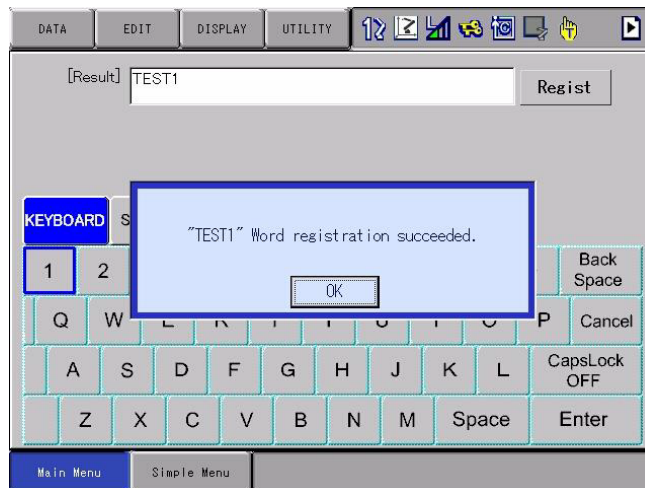 DATA EDIT DISPLAY UTILITY
[Result] TEST1 Regist
KEYBOARD S
"TEST1" Word registration succeeded.
OK
1 2 Back Space
Q W P Cancel
A S D F G H J K L CapsLock OFF
Z X C V B N M Space Enter
Main Menu Simple Menu